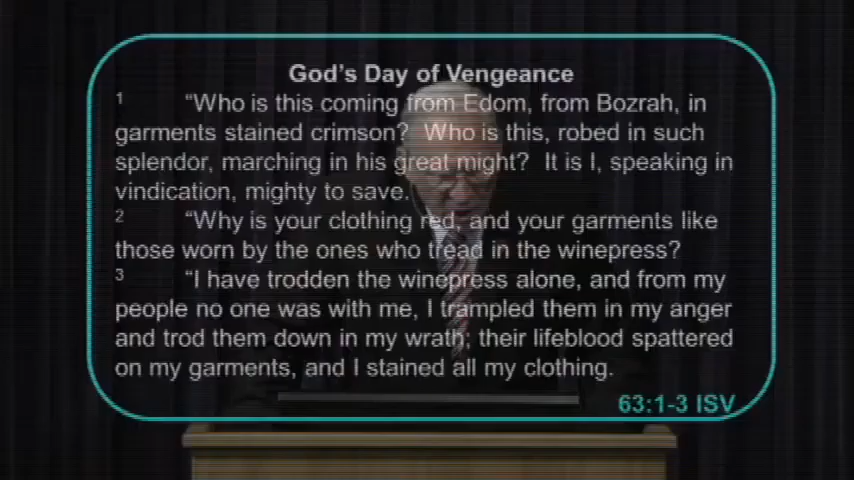 God's Day of Vengeance
1 "Who is this coming from Edom, from Bozrah, in
garments stained crimson? Who is this, robed in such
splendor, marching in his great might? It is I, speaking in
vindication, mighty to save.
2 "Why is your clothing red, and your garments like
those worn by the ones who tread in the winepress?
3 "I have trodden the winepress alone, and from my
people no one was with me, I trampled them in my anger
and trod them down in my wrath; their lifeblood spattered
on my garments, and I stained all my clothing.
63:1-3 ISV